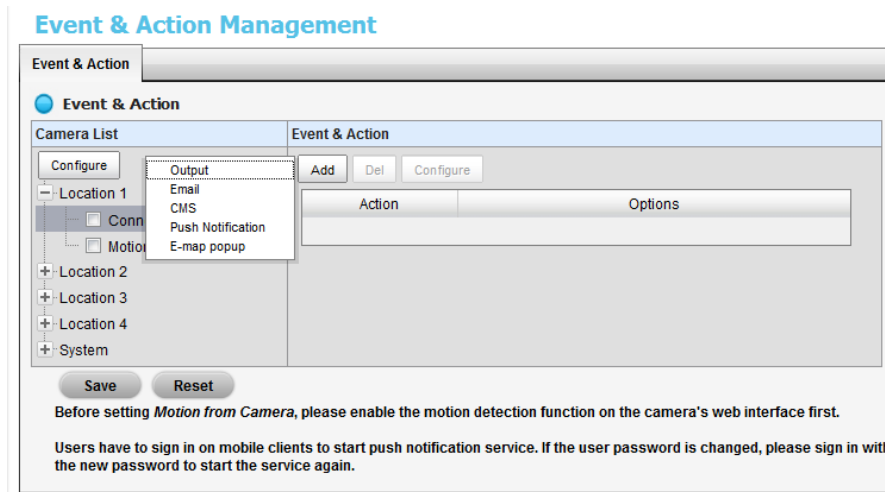 Event & Action Management
Event & Action
Event & Action
Camera List
Event & Action
Configure
Output
Email
CMS
Push Notification
E-map popup
Add
Del
Configure
Action
Options
Location 1
Conn
Motion
Location 2
Location 3
Location 4
System
Save
Reset
Before setting Motion from Camera, please enable the motion detection function on the camera's web interface first.
Users have to sign in on mobile clients to start push notification service. If the user password is changed, please sign in with
the new password to start the service again.